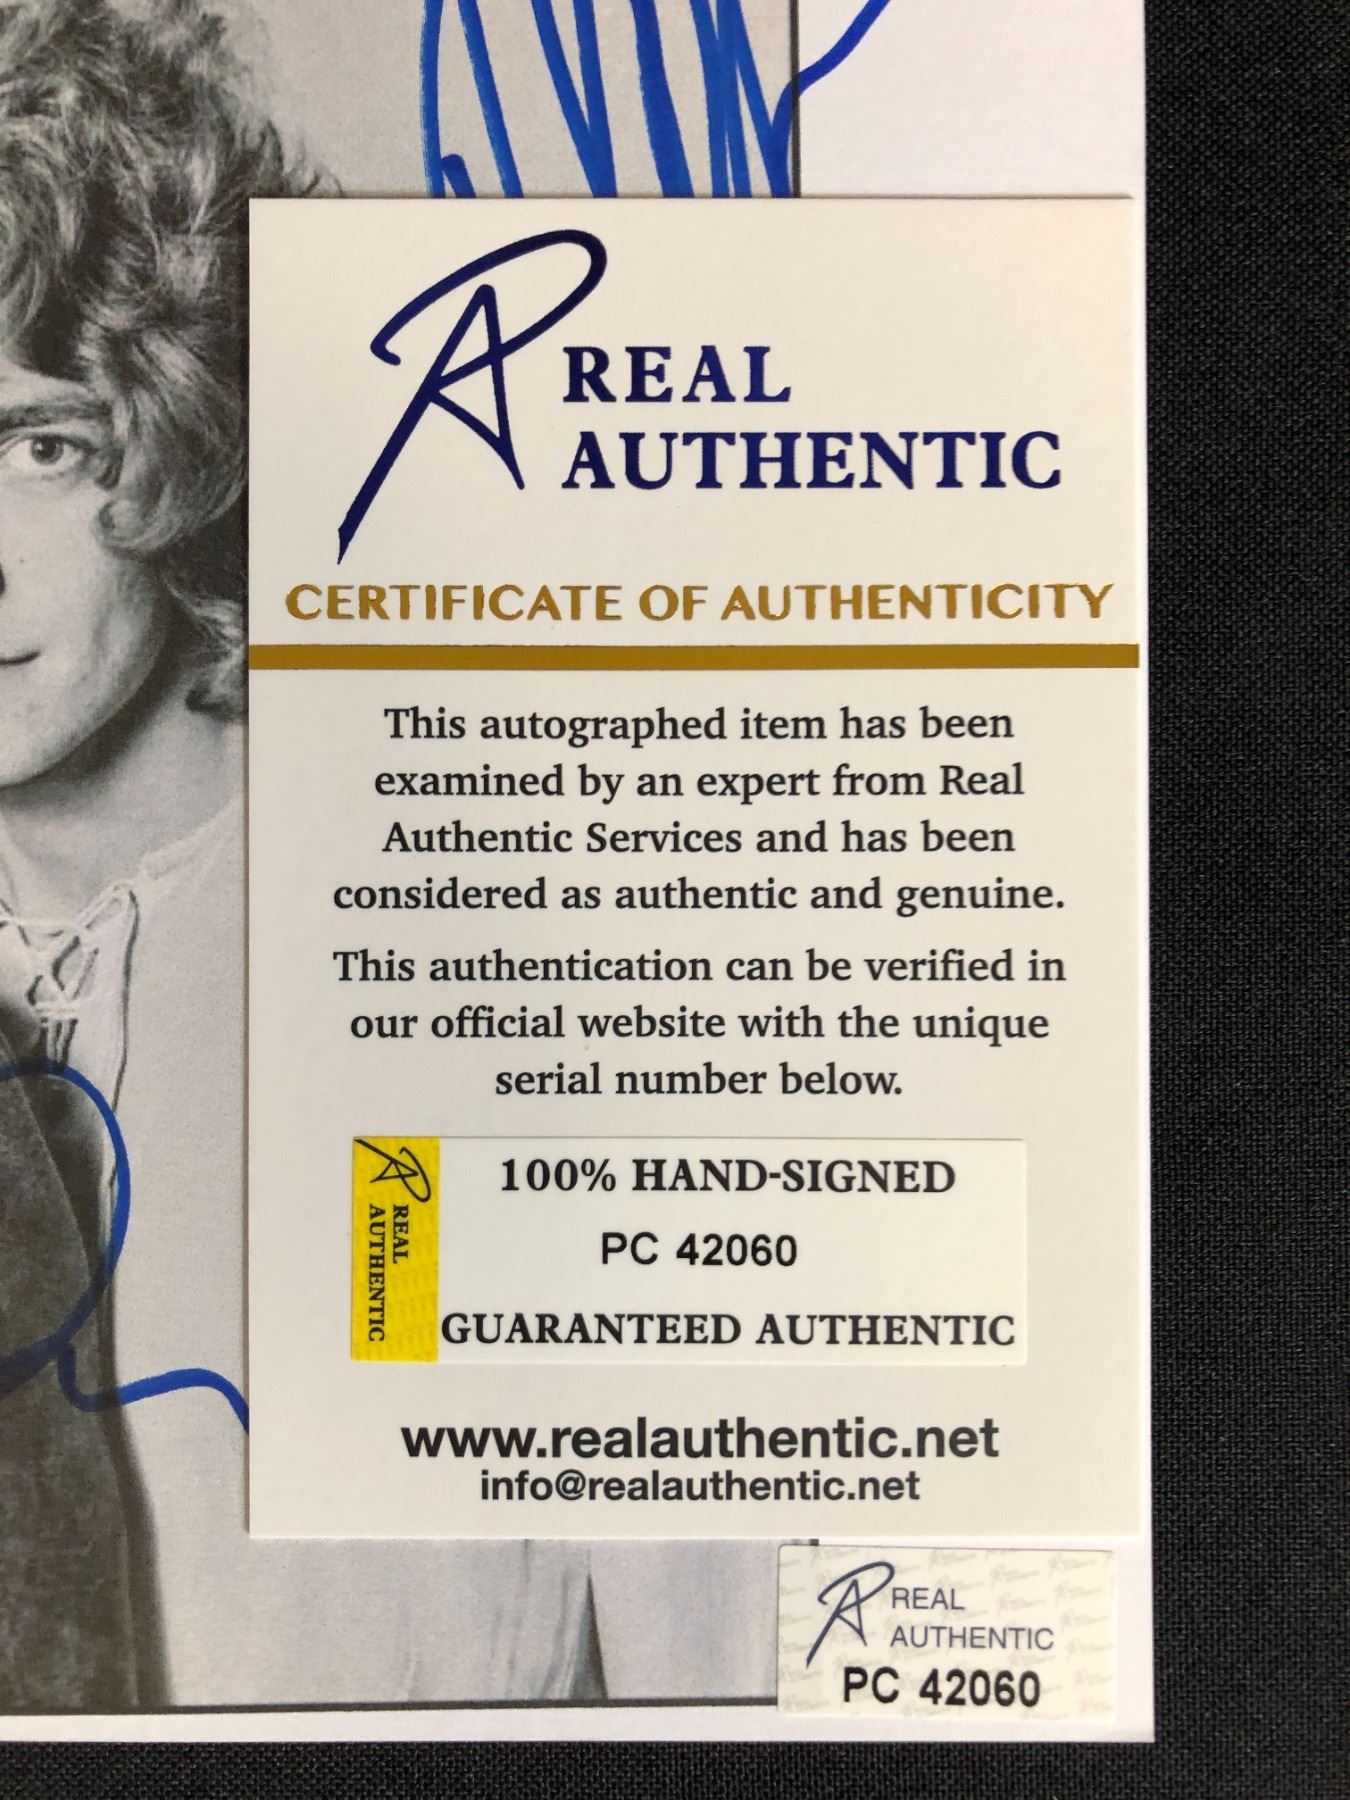 REAL
AUTHENTIC
CERTIFICATE OF AUTHENTICITY
This autographed item has been
examined by an expert from Real
Authentic Services and has been
considered as authentic and genuine.
This authentication can be verified in
our official website with the unique
serial number below.
REAL
AUTHENTIC
100% HAND-SIGNED
PC 42060
GUARANTEED AUTHENTIC
www.realauthentic.net
info@realauthentic.net
REAL
AUTHENTIC
PC 42060